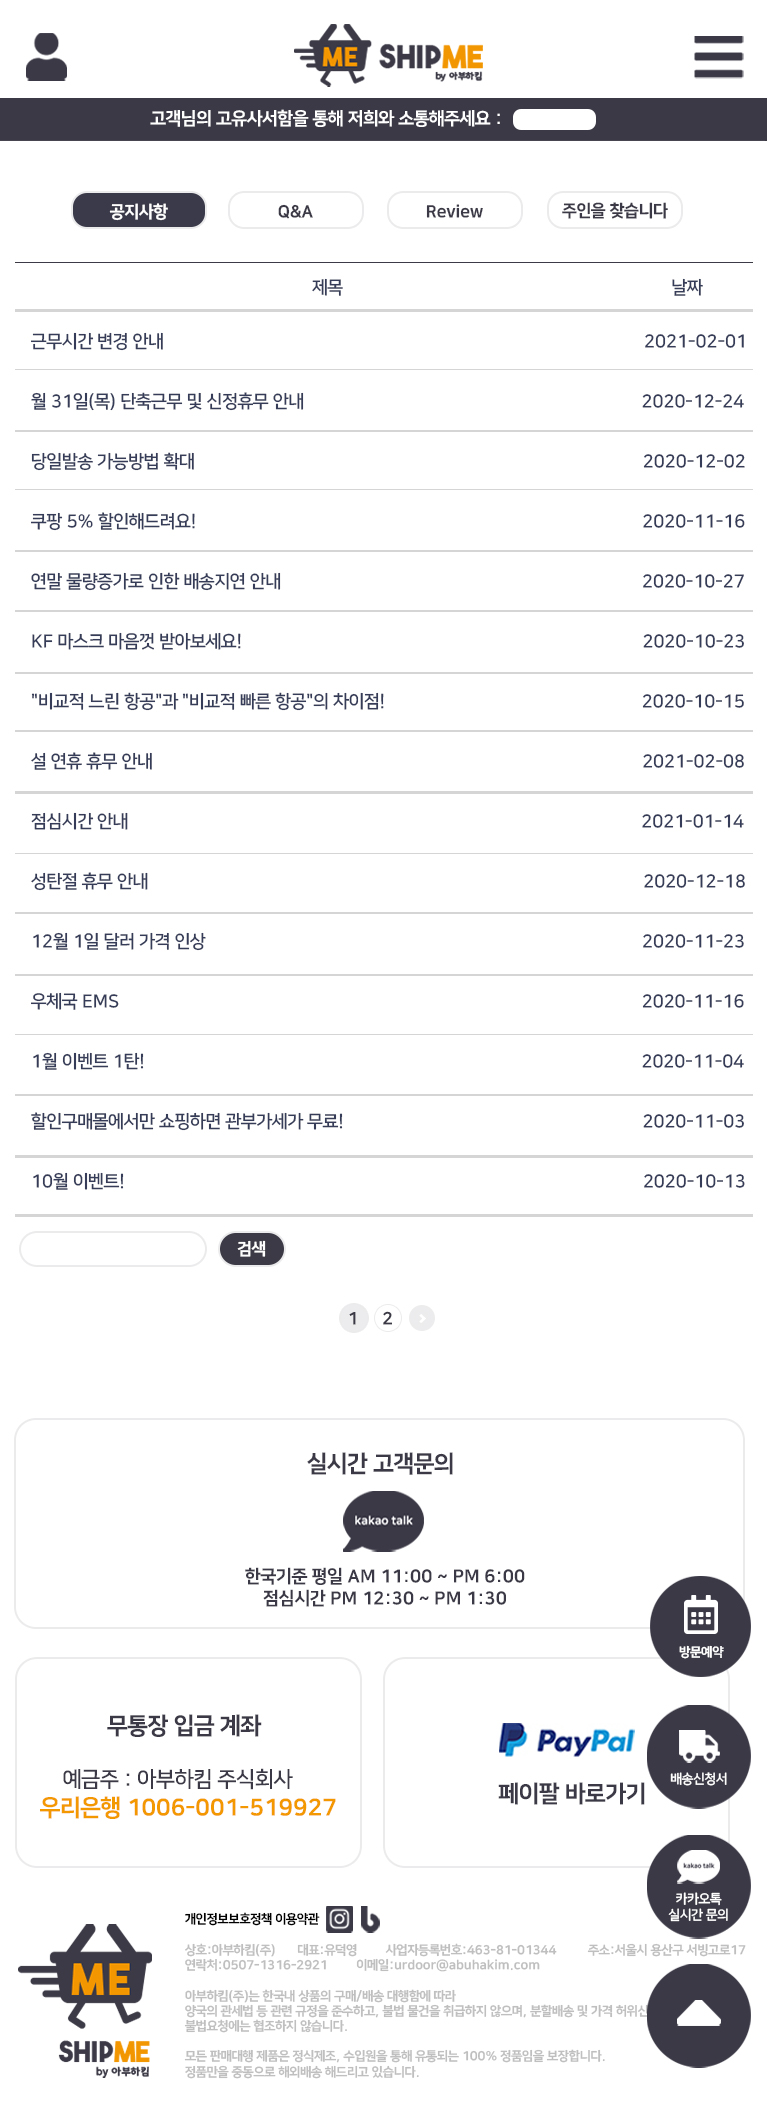 ME SHIPME
by 아부하킴
고객님의 고유사서함을 통해 저희와 소통해주세요 :
공지사항 Q&A Review 주인을 찾습니다
제목 날짜
근무시간 변경 안내 2021-02-01
월 31일(목) 단축근무 및 신정휴무 안내 2020-12-24
당일발송 가능방법 확대 2020-12-02
쿠팡 5% 할인해드려요! 2020-11-16
연말 물량증가로 인한 배송지연 안내 2020-10-27
KF 마스크 마음껏 받아보세요! 2020-10-23
"비교적 느린 항공"과 "비교적 빠른 항공"의 차이점! 2020-10-15
설 연휴 휴무 안내 2021-02-08
점심시간 안내 2021-01-14
성탄절 휴무 안내 2020-12-18
12월 1일 달러 가격 인상 2020-11-23
우체국 EMS 2020-11-16
1월 이벤트 1탄! 2020-11-04
할인구매몰에서만 쇼핑하면 관부가세가 무료! 2020-11-03
10월 이벤트! 2020-10-13
검색
1 2 >
실시간 고객문의
kakao talk
한국기준 평일 AM 11:00 ~ PM 6:00
점심시간 PM 12:30 ~ PM 1:30
방문예약
무통장 입금 계좌
예금주 : 아부하킴 주식회사
우리은행 1006-001-519927
PayPal
페이팔 바로가기
배송신청서
kakao talk
카카오톡
실시간 문의
ME
SHIPME
by 아부하킴
개인정보보호정책 이용약관
상호:아부하킴(주) 대표:유덕영 사업자등록번호:463-81-01344 주소:서울시 용산구 서빙고로17
연락처:0507-1316-2921 이메일:urdoor@abuhakim.com
아부하킴(주)는 한국내 상품의 구매/배송 대행함에 따라
양국의 관세법 등 관련 규정을 준수하고, 불법 물건을 취급하지 않으며, 분할배송 및 가격 허위신
불법요청에는 협조하지 않습니다.
모든 판매대행 제품은 정식제조, 수입원을 통해 유통되는 100% 정품임을 보장합니다.
정품만을 중동으로 해외배송 해드리고 있습니다.